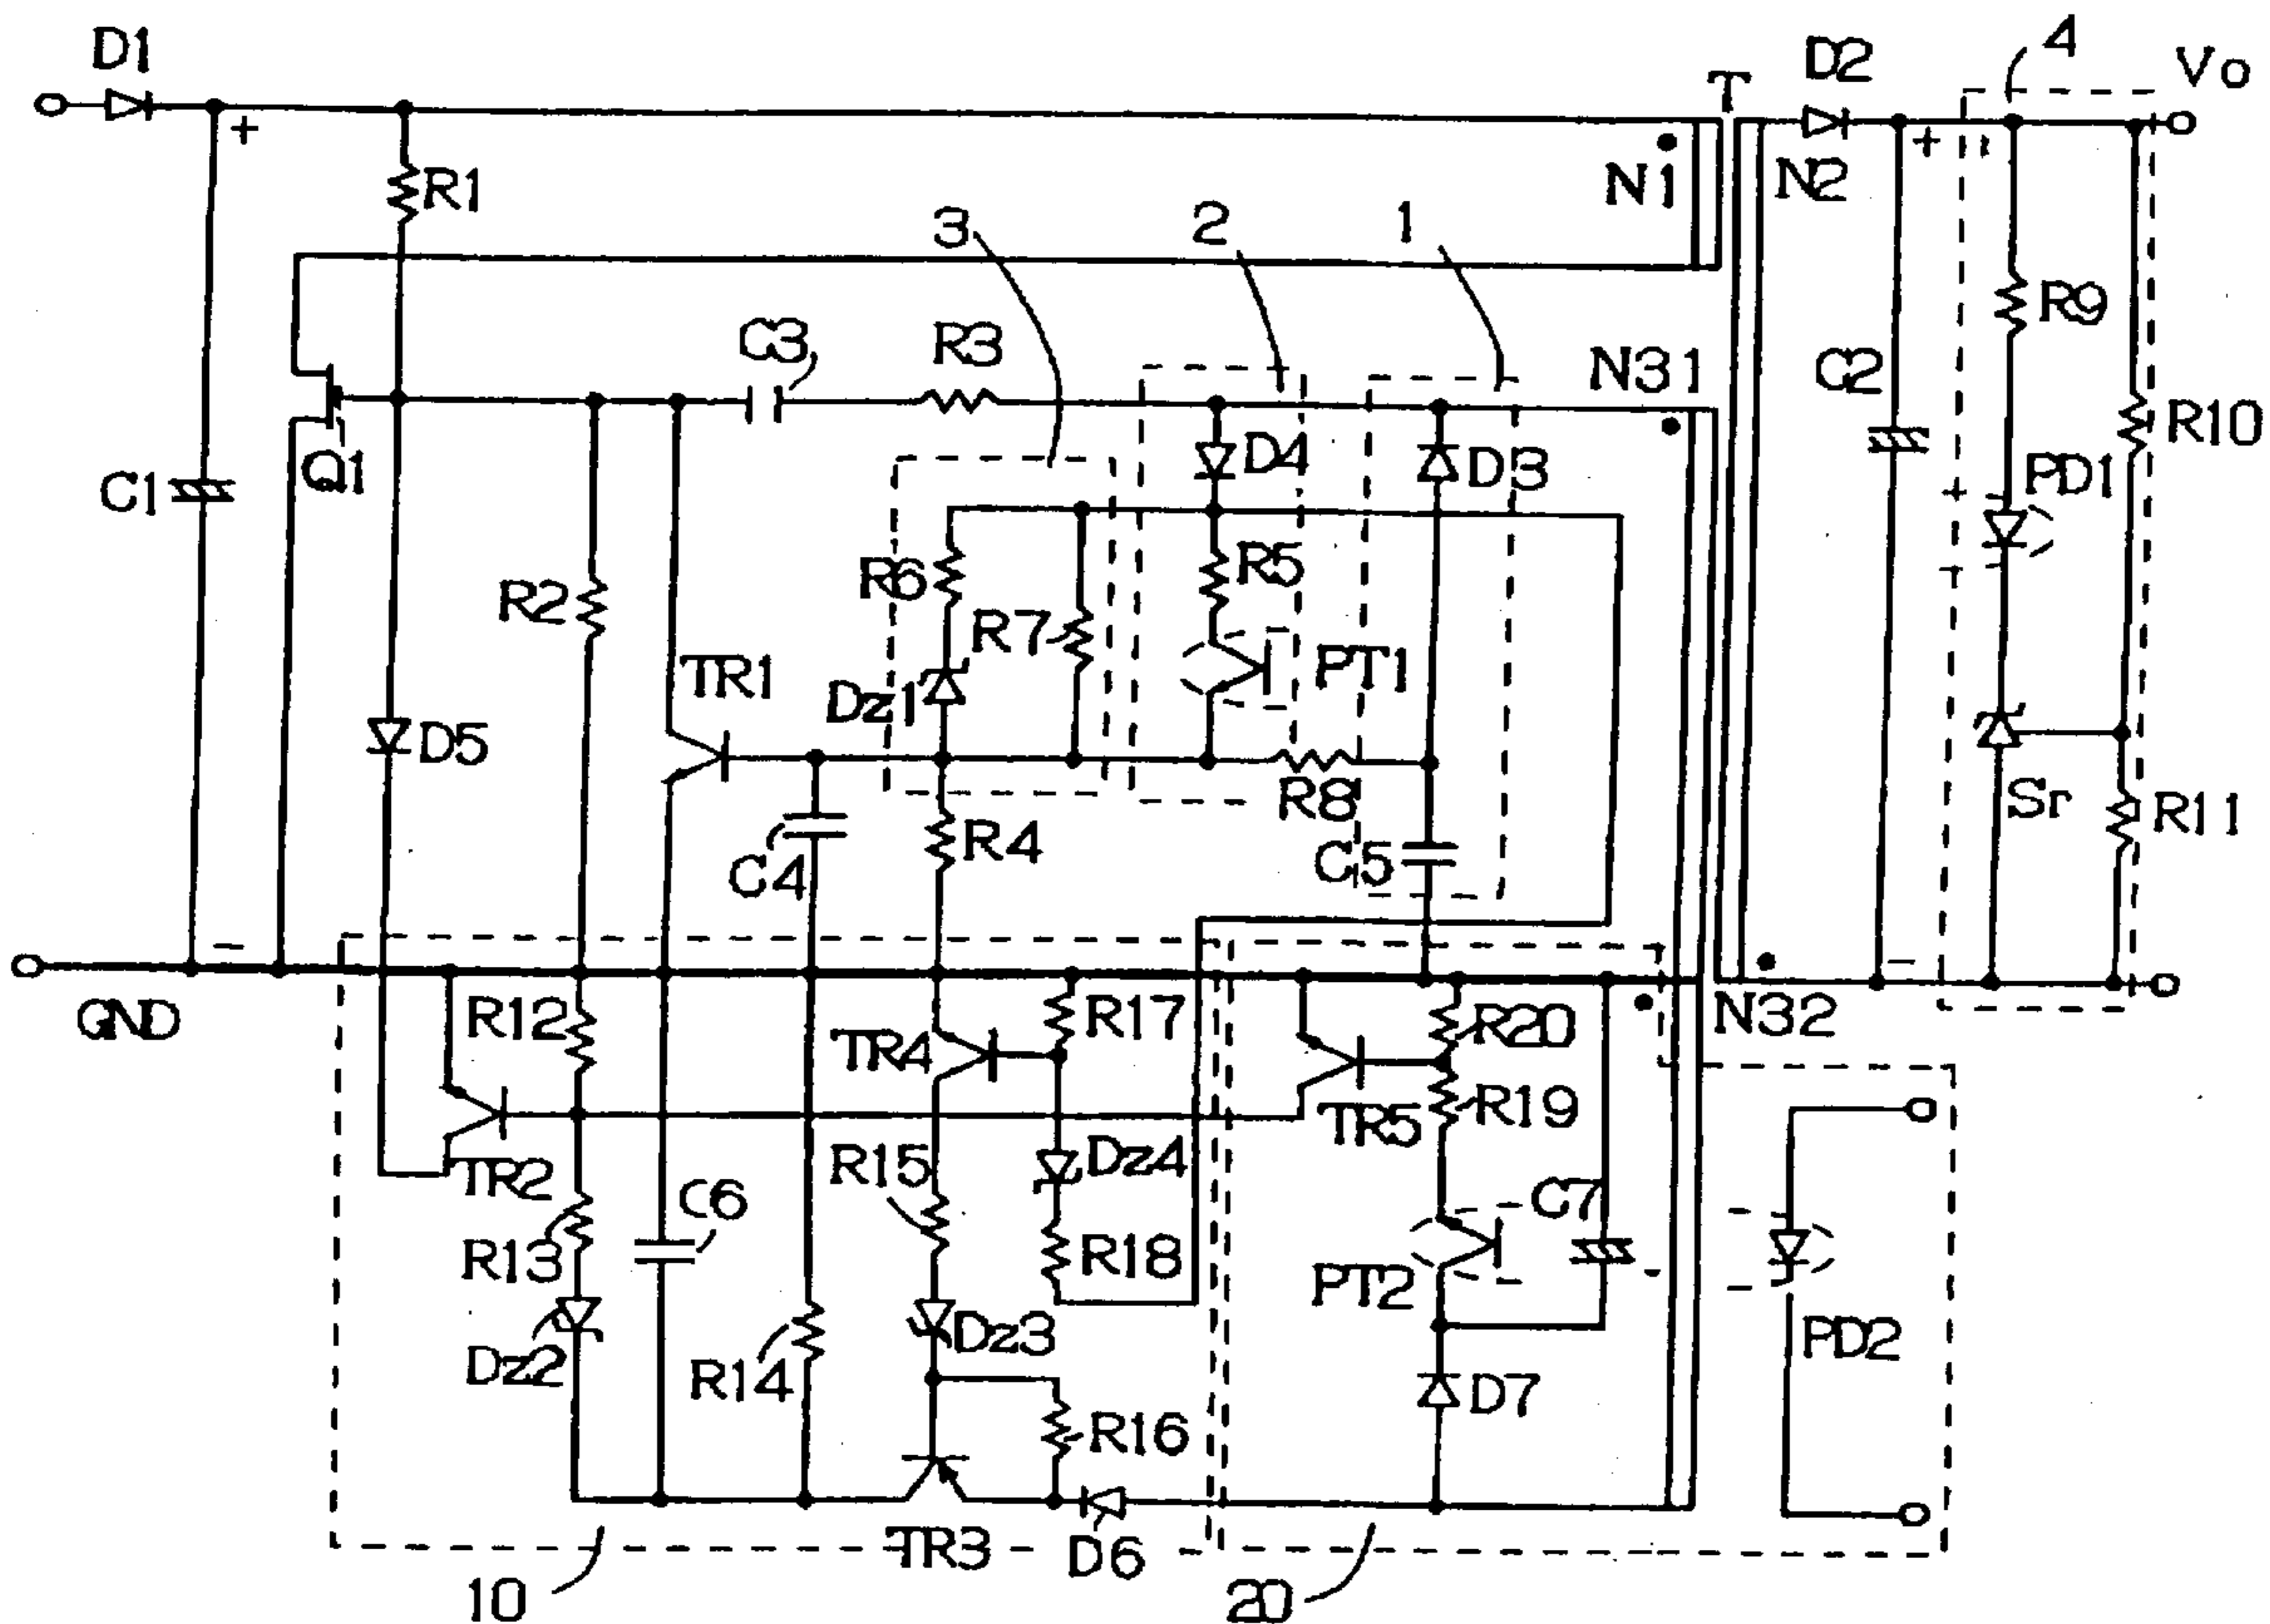 D1
D2
4
Vo
T
+
+
R1
N1
N2
3
2
1
R9
C3
R3
N31
C2
R10
Q1
D4
D3
PD1
C1
R6
R5
R2
R7
TR1
PT1
Dz1
D5
R8
Sr
R11
R4
C4
C5
GND
R12
TR4
R17
R20
N32
TR5
R19
R15
Dz4
TR2
C6
C7
R13
R18
PT2
Dz3
PD2
Dz2
R14
D7
R16
TR3
D6
10
20